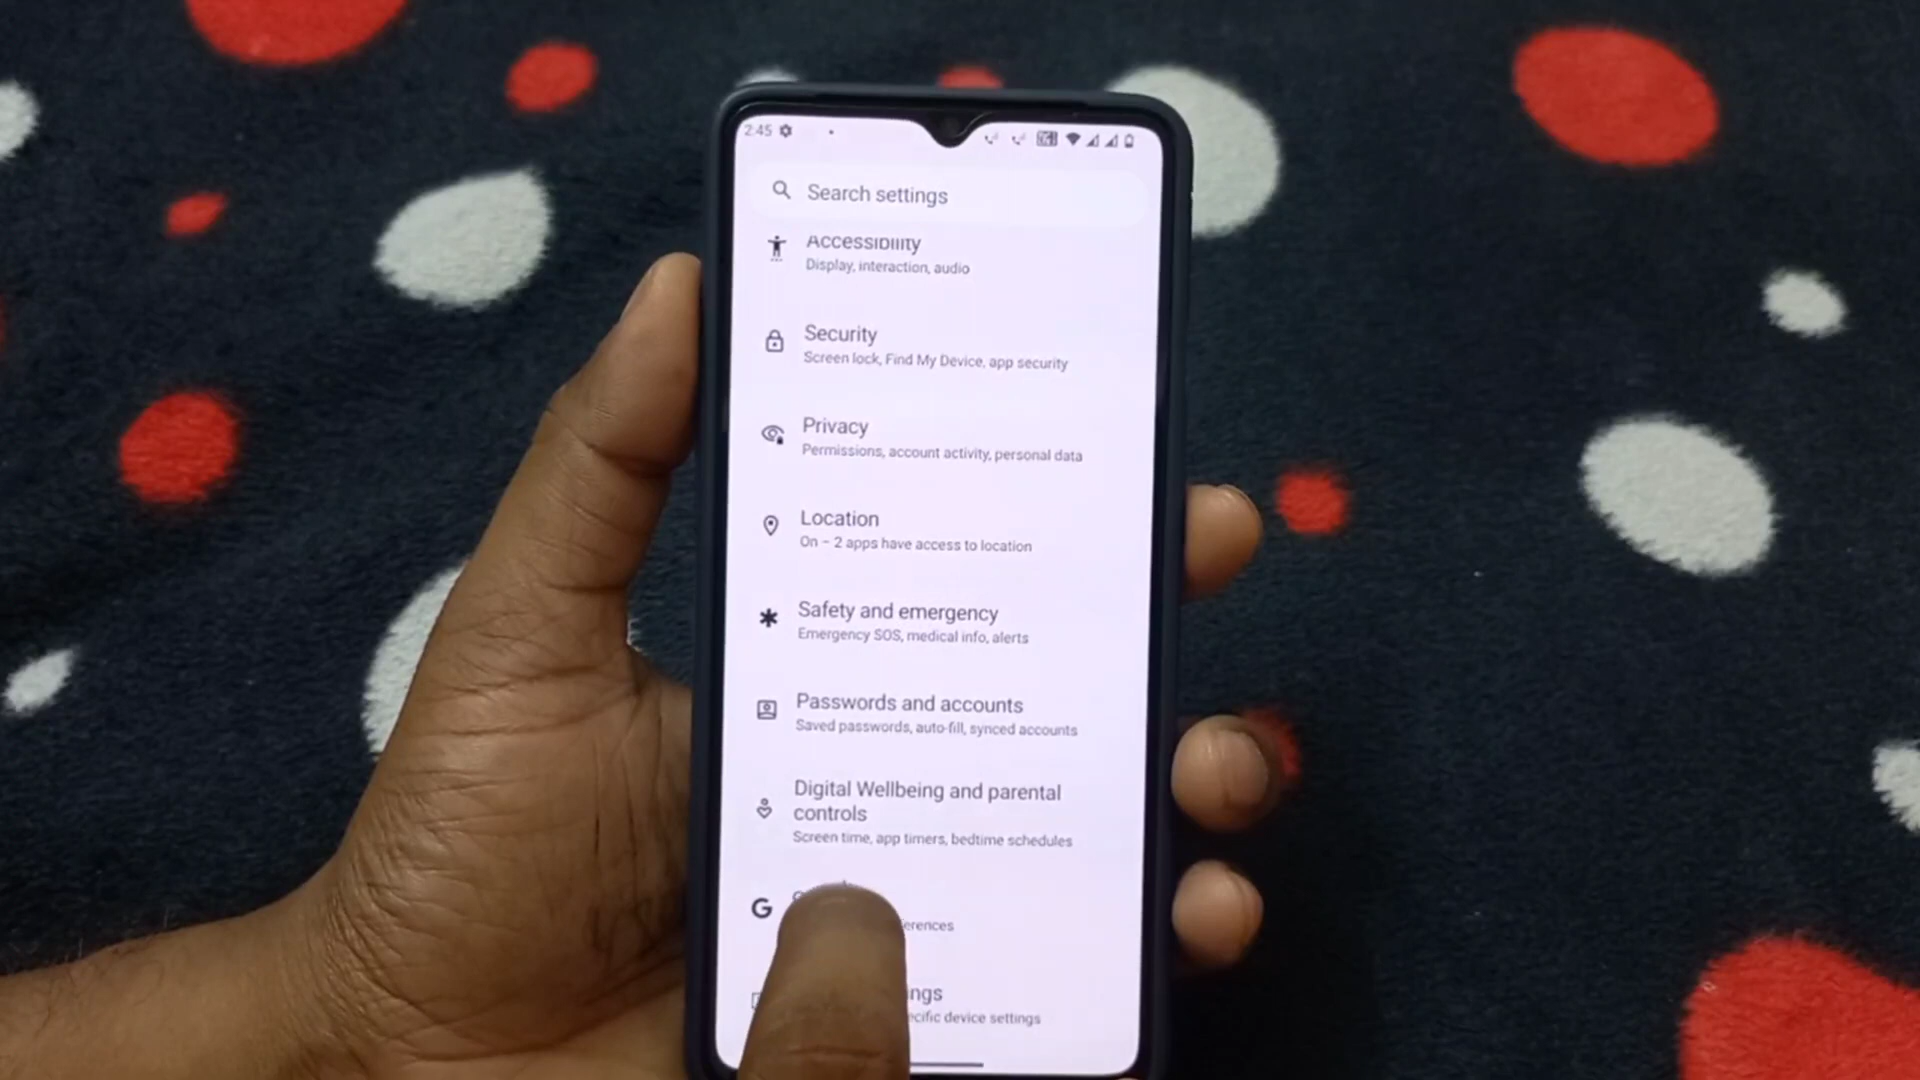 2:45
Search settings
Accessibility
Display, interaction, audio
Security
Screen lock, Find My Device, app security
Privacy
Permissions, account activity, personal data
Location
On – 2 apps have access to location
Safety and emergency
Emergency SOS, medical info, alerts
Passwords and accounts
Saved passwords, auto-fill, synced accounts
Digital Wellbeing and parental
controls
Screen time, app timers, bedtime schedules
G
device settings